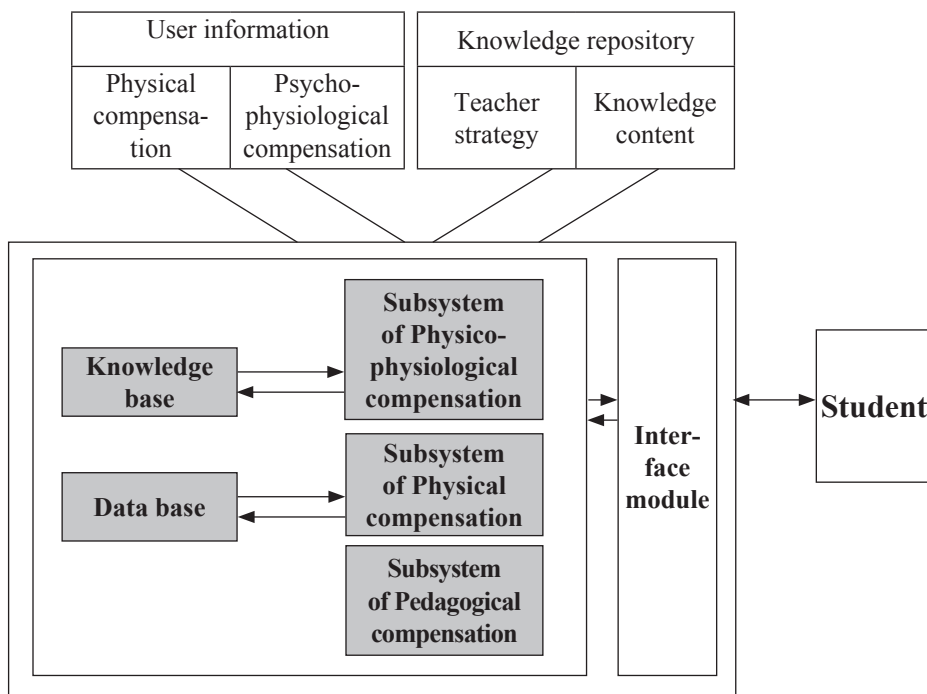 User information
Physical
compensa-
tion
Psycho-
physiological
compensation
Knowledge repository
Teacher
strategy
Knowledge
content
Knowledge
base
Data base
Subsystem
of Physico-
physiological
compensation
Subsystem
of Physical
compensation
Subsystem
of Pedagogical
compensation
Inter-
face
module
Student